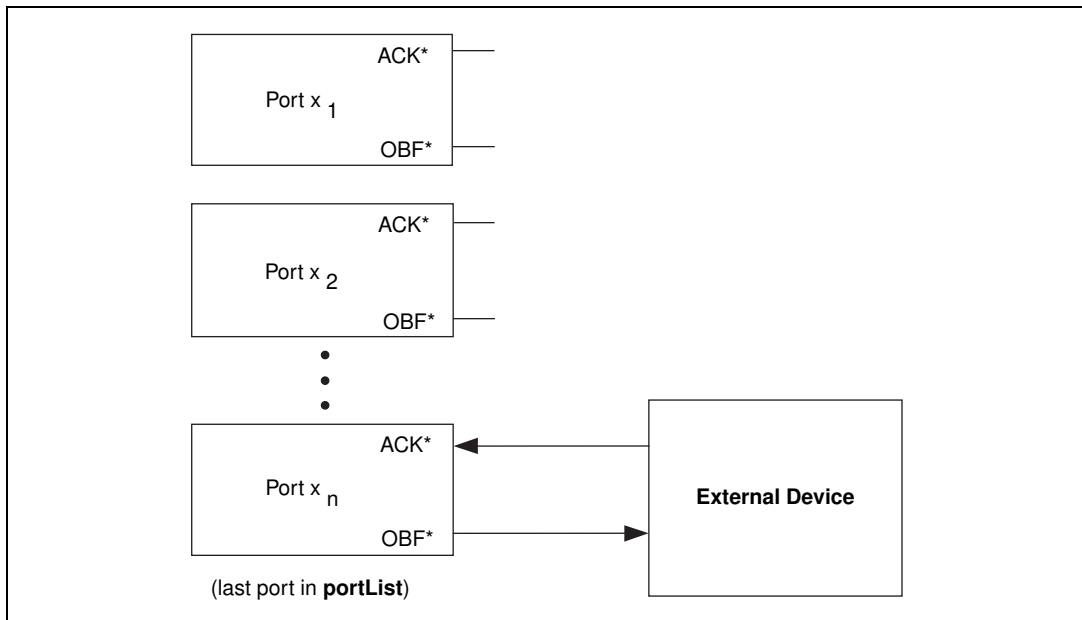 ACK*
Port x 1
OBF*
ACK*
Port x 2
OBF*
ACK*
Port x n
OBF*
External Device
(last port in portList)